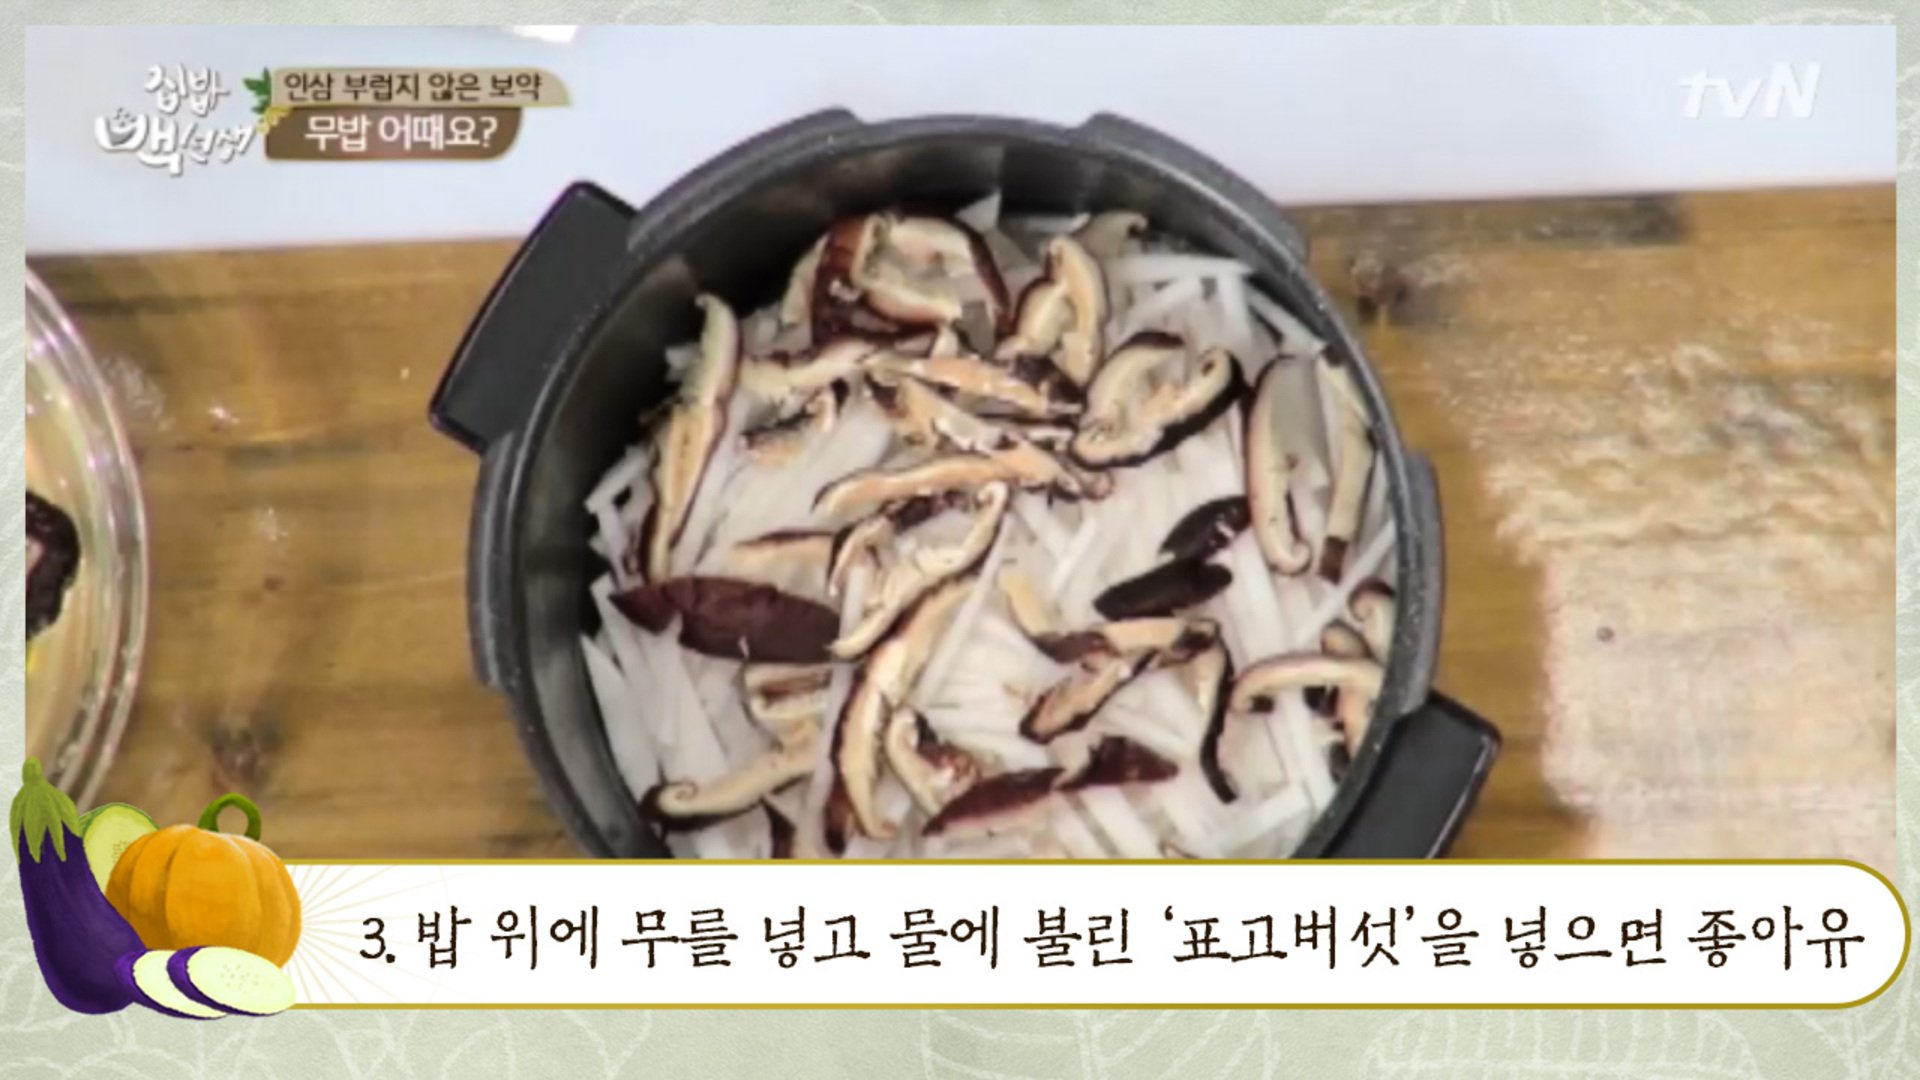 집밥
백선생
인삼 부럽지 않은 보약
무밥 어때요?
tvN
3. 밥 위에 무를 넣고 물에 불린 ‘표고버섯’을 넣으면 좋아유